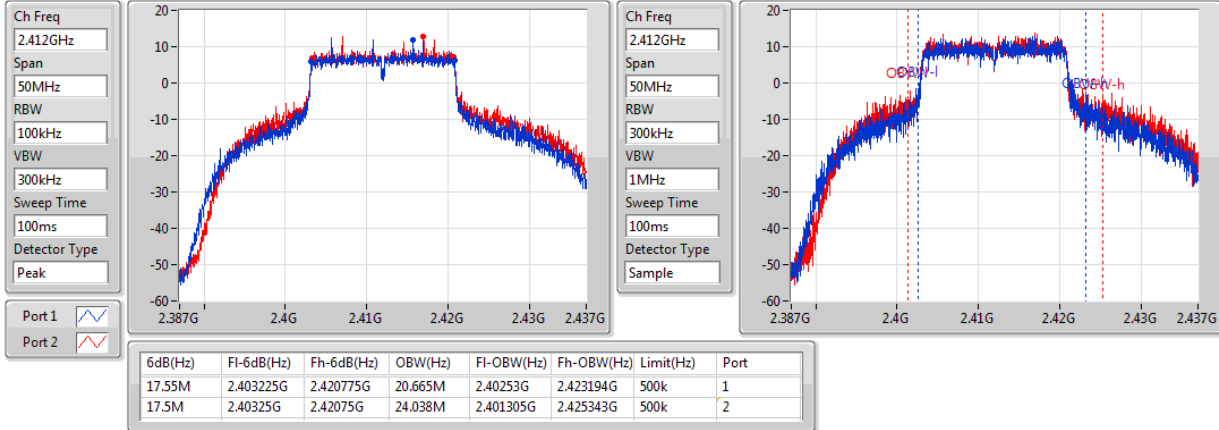 Ch Freq
2.412GHz
Span
50MHz
RBW
100kHz
VBW
300kHz
Sweep Time
100ms
Detector Type
Peak
Port 1
Port 2
20
10
0
-10
-20
-30
-40
-50
-60
2.387G 2.4G 2.41G 2.42G 2.437G
Ch Freq
2.412GHz
Span
50MHz
RBW
300kHz
VBW
1MHz
Sweep Time
100ms
Detector Type
Sample
20
10
0
-10
-20
-30
-40
-50
-60
OBW-l
OBW-h
2.387G 2.4G 2.41G 2.42G 2.43G 2.437G
6dB(Hz) Fl-6dB(Hz) Fh-6dB(Hz) OBW(Hz) Fl-OBW(Hz) Fh-OBW(Hz) Limit(Hz) Port
17.55M 2.403225G 2.420775G 20.665M 2.40253G 2.423194G 500k 1
17.5M 2.40325G 2.42075G 24.038M 2.401305G 2.425343G 500k 2